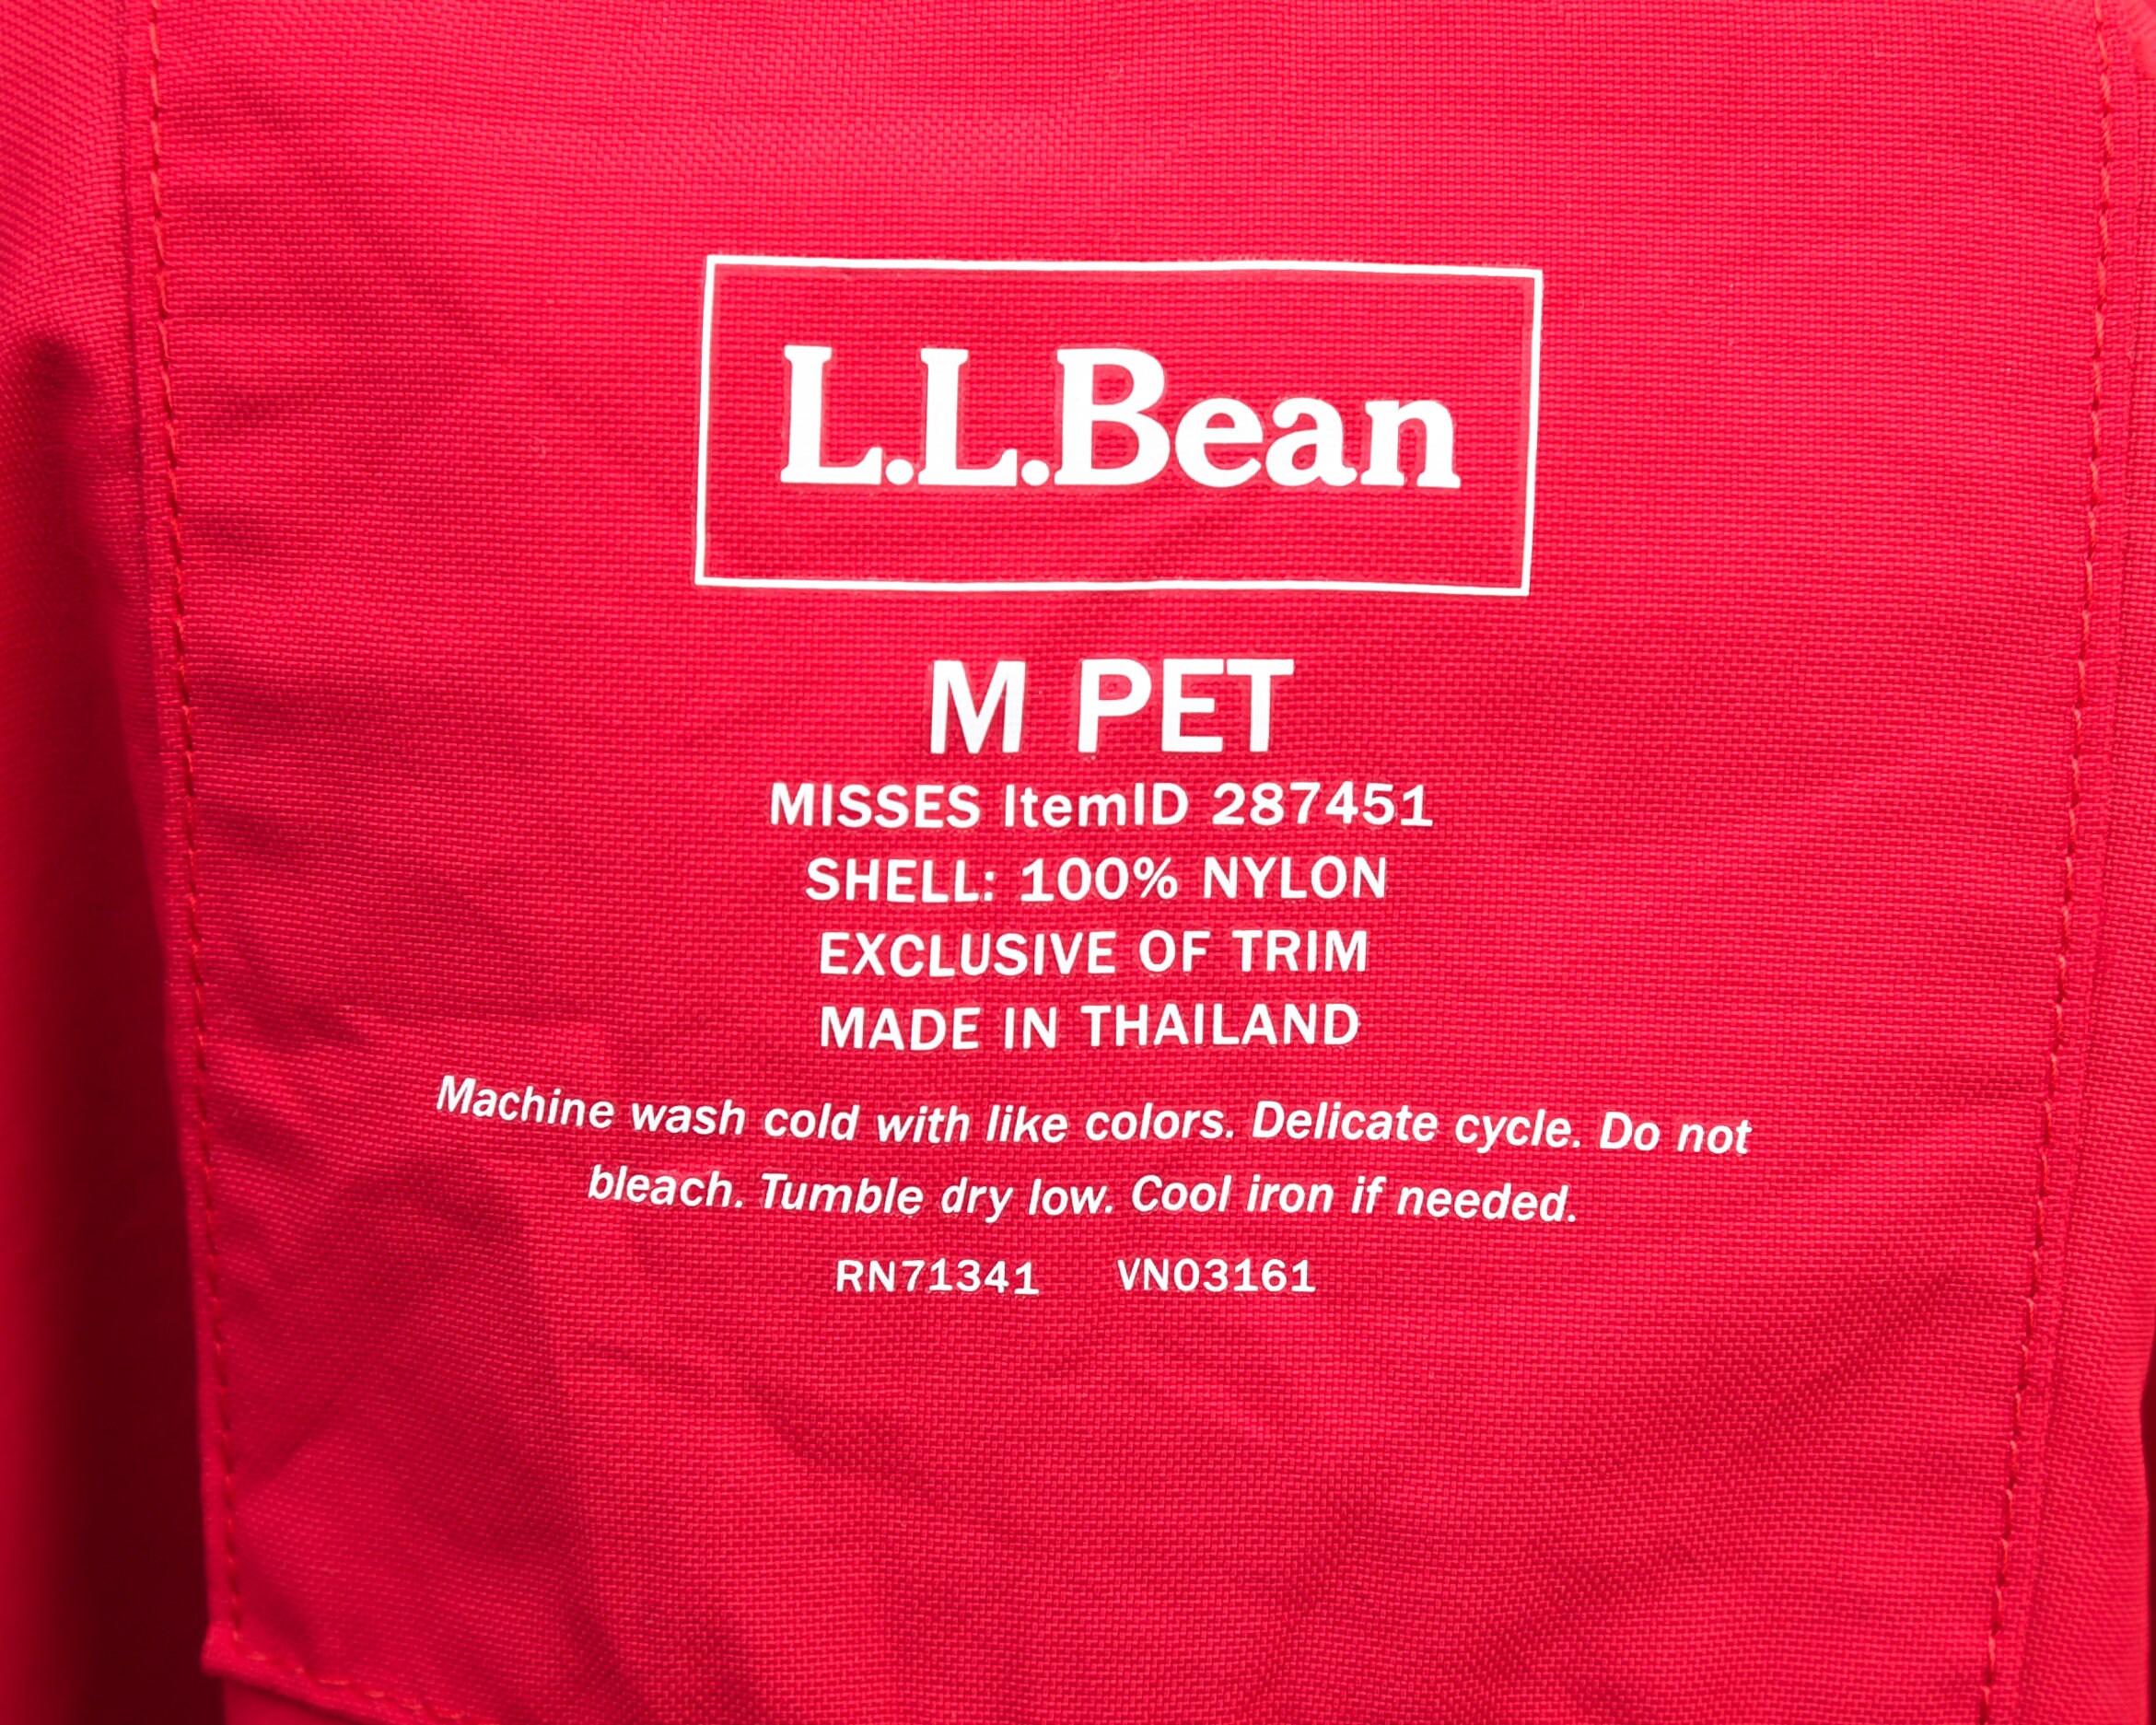 L.L.Bean
M PET
MISSES ItemID 287451
SHELL: 100% NYLON
EXCLUSIVE OF TRIM
MADE IN THAILAND
Machine wash cold with like colors. Delicate cycle. Do not
bleach. Tumble dry low. Cool iron if needed.
RN71341 VN03161